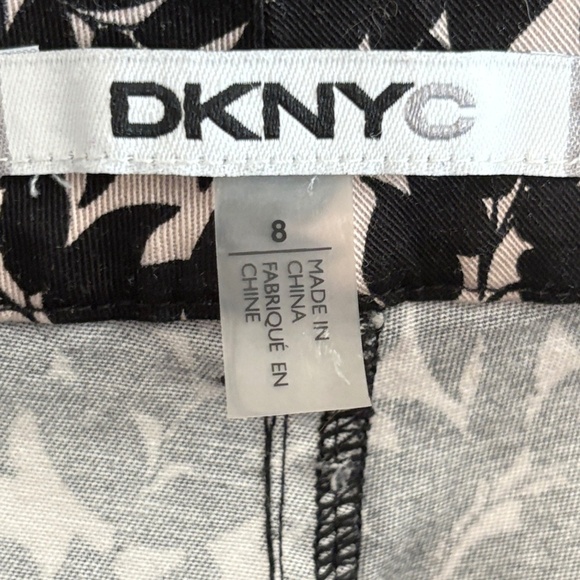 DKNYC
8
MADE IN
CHINA
FABRIQUÉ EN
CHINE